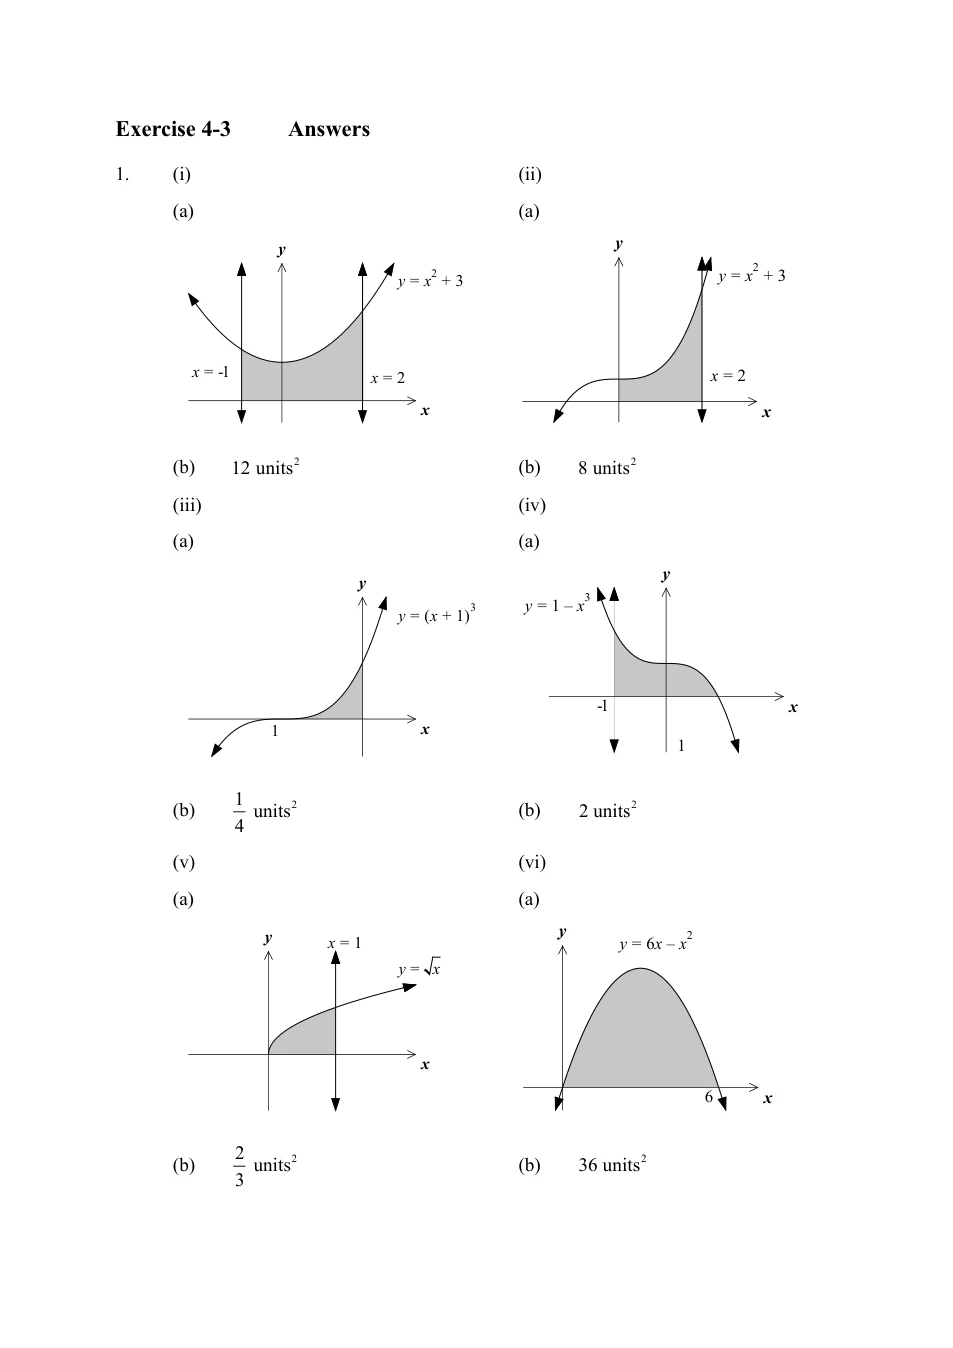 Exercise 4-3 Answers
1. (i) (ii)
(a) (a)
y y
y = x² + 3 y = x² + 3
x = -1 x = 2 x = 2
x x
(b) 12 units² (b) 8 units²
(iii) (iv)
(a) (a)
y y
y = (x + 1)³ y = 1 – x³
1 x -1 x
1
(b) 1/4 units² (b) 2 units²
(v) (vi)
(a) (a)
y x = 1 y y = 6x – x²
y = √x
x 6 x
(b) 2/3 units² (b) 36 units²